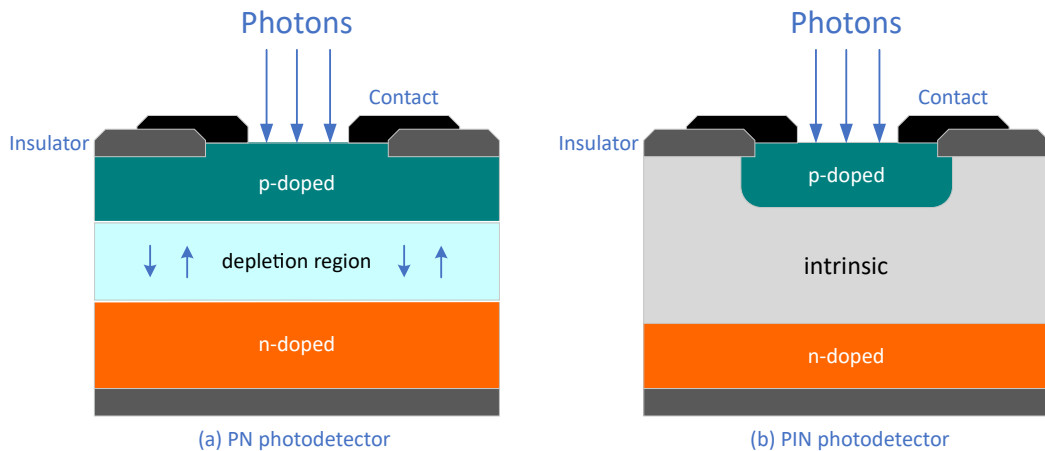 Photons
Contact
Insulator
p-doped
depletion region
n-doped
(a) PN photodetector
Photons
Contact
Insulator
p-doped
intrinsic
n-doped
(b) PIN photodetector